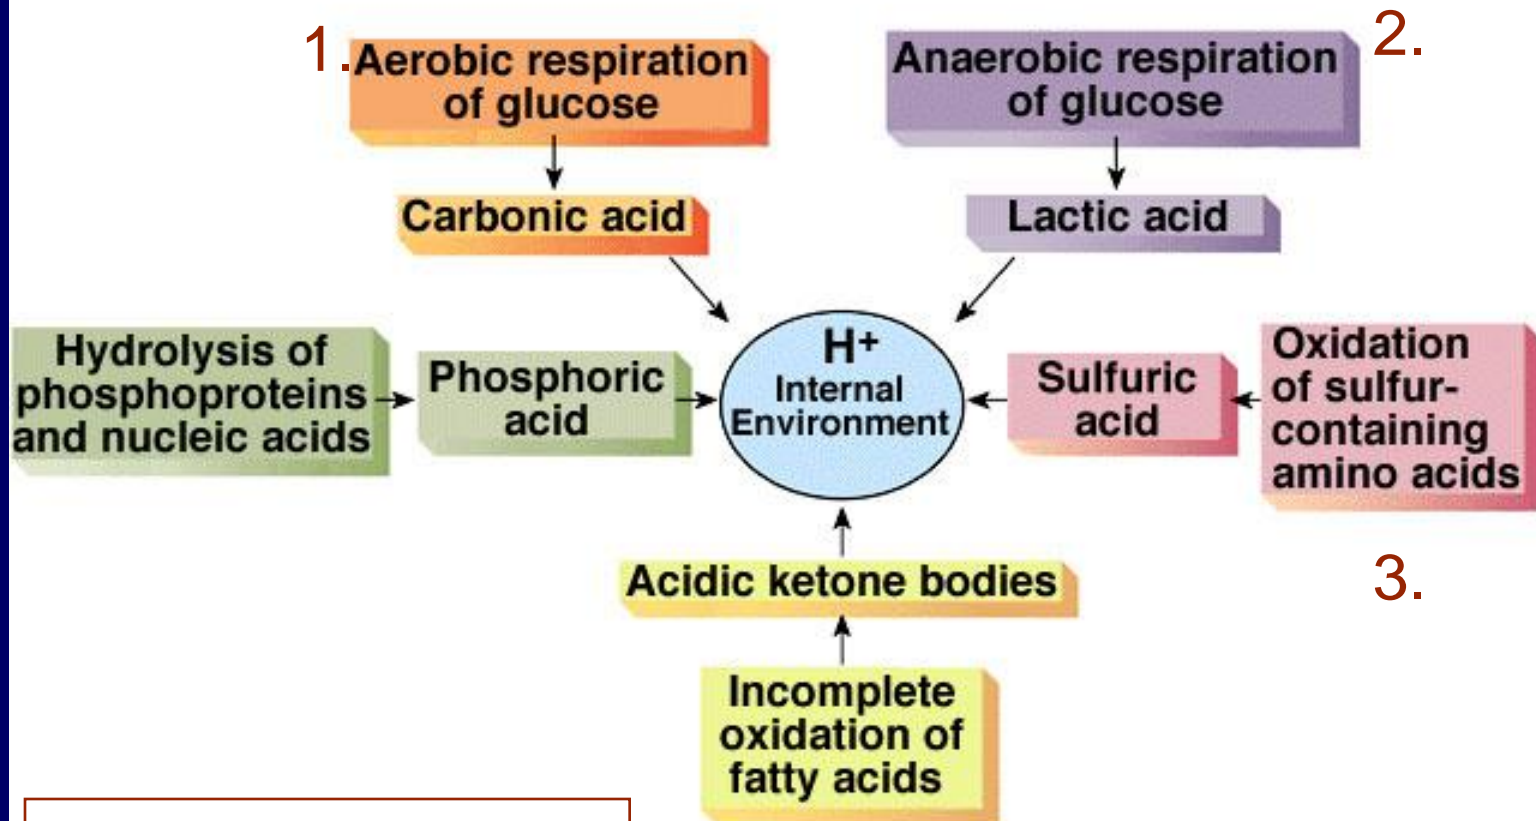 1.
Aerobic respiration
of glucose
Anaerobic respiration
of glucose
2.
Carbonic acid
Lactic acid
Hydrolysis of
phosphoproteins
and nucleic acids
Phosphoric
acid
H+
Internal
Environment
Sulfuric
acid
Oxidation
of sulfur-
containing
amino acids
3.
Acidic ketone bodies
Incomplete
oxidation of
fatty acids